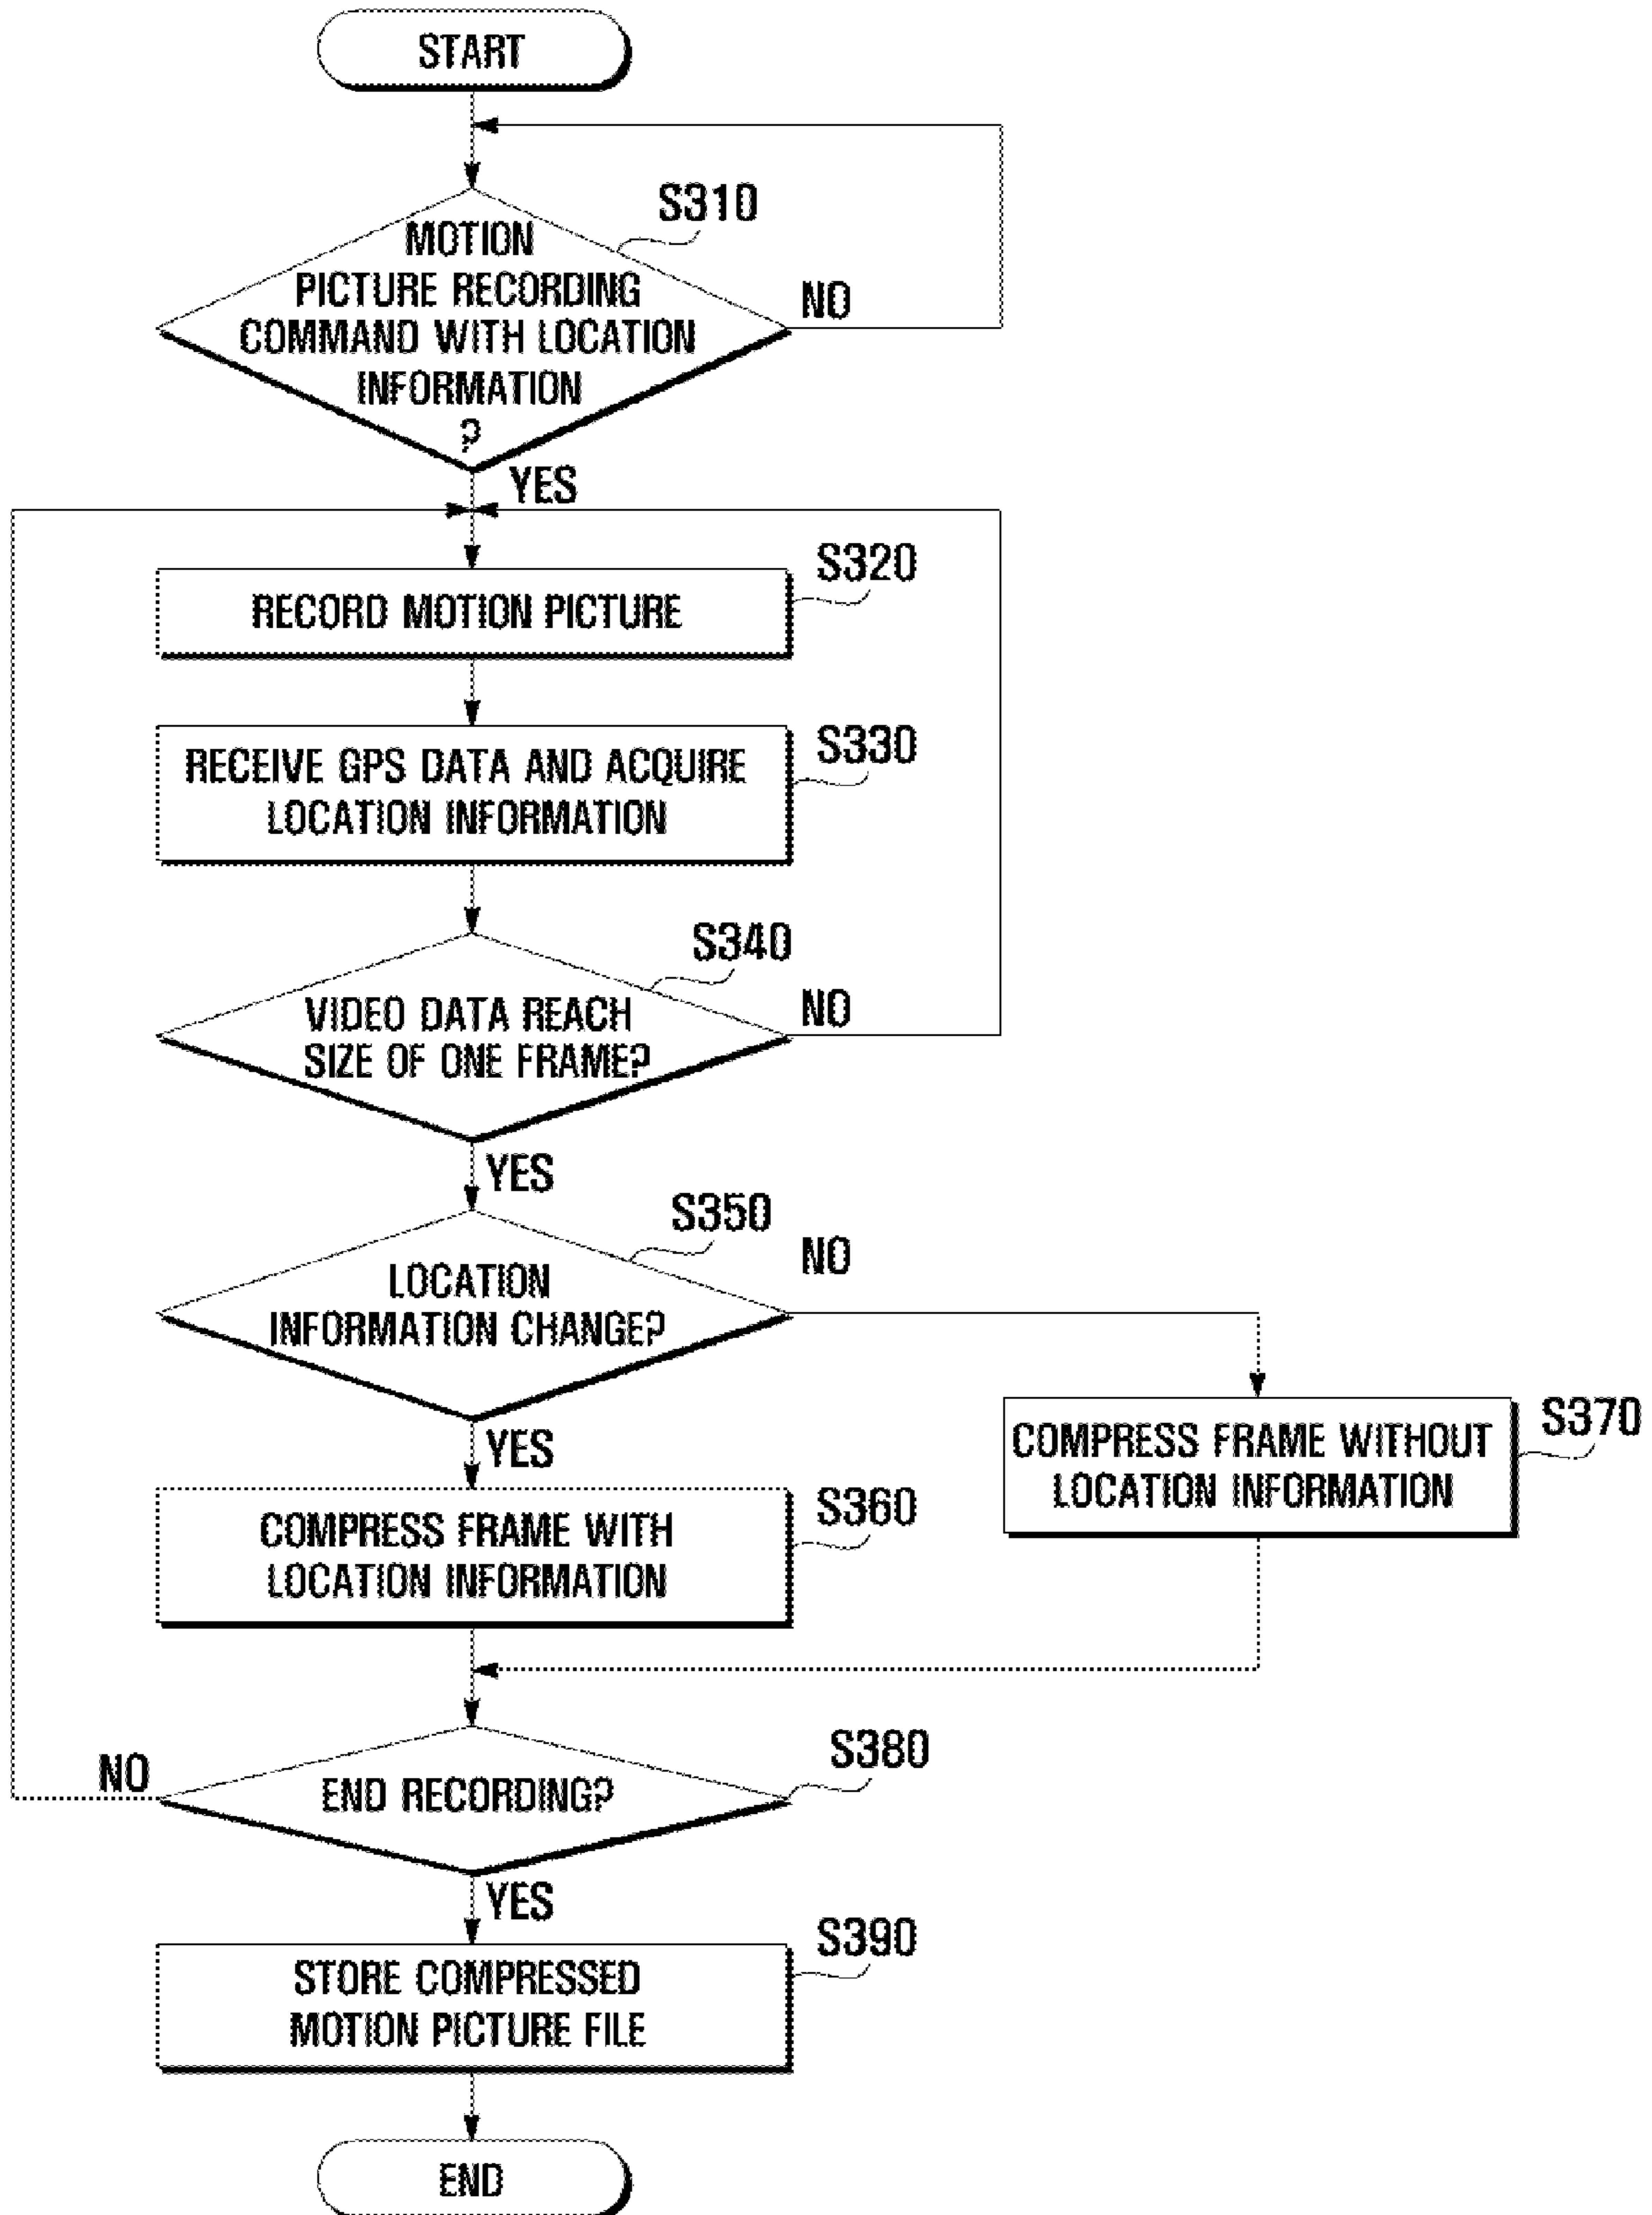 START
S310
MOTION
PICTURE RECORDING
COMMAND WITH LOCATION
INFORMATION
?
NO
YES
S320
RECORD MOTION PICTURE
S330
RECEIVE GPS DATA AND ACQUIRE
LOCATION INFORMATION
S340
VIDEO DATA REACH
SIZE OF ONE FRAME?
NO
YES
S350
LOCATION
INFORMATION CHANGE?
NO
YES
S370
COMPRESS FRAME WITHOUT
LOCATION INFORMATION
S360
COMPRESS FRAME WITH
LOCATION INFORMATION
S380
END RECORDING?
NO
YES
S390
STORE COMPRESSED
MOTION PICTURE FILE
END